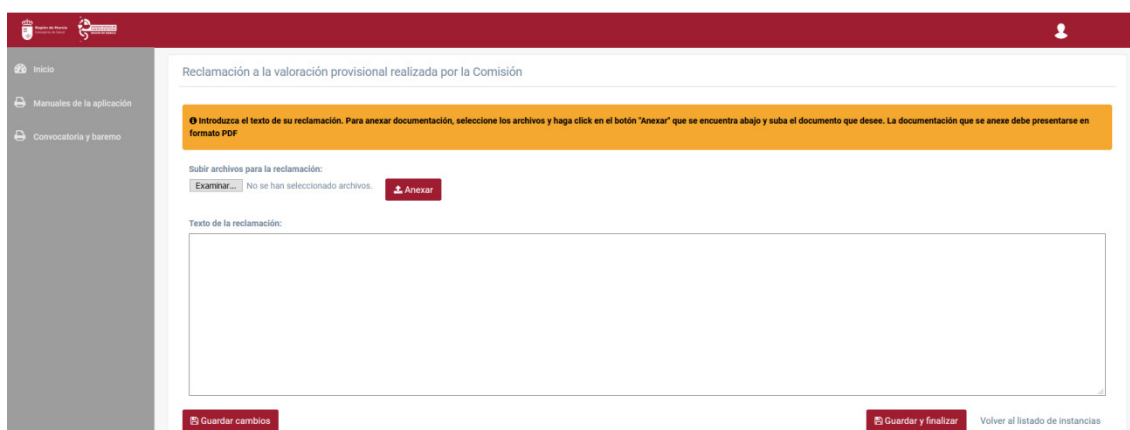 Región de Murcia
Inicio
Manuales de la aplicación
Convocatoria y baremo
Reclamación a la valoración provisional realizada por la Comisión
Introduzca el texto de su reclamación. Para anexar documentación, seleccione los archivos y haga click en el botón "Anexar" que se encuentra abajo y suba el documento que desee. La documentación que se anexe debe presentarse en
formato PDF
Subir archivos para la reclamación:
Examinar... No se han seleccionado archivos. Anexar
Texto de la reclamación:
Guardar cambios
Guardar y finalizar Volver al listado de instancias